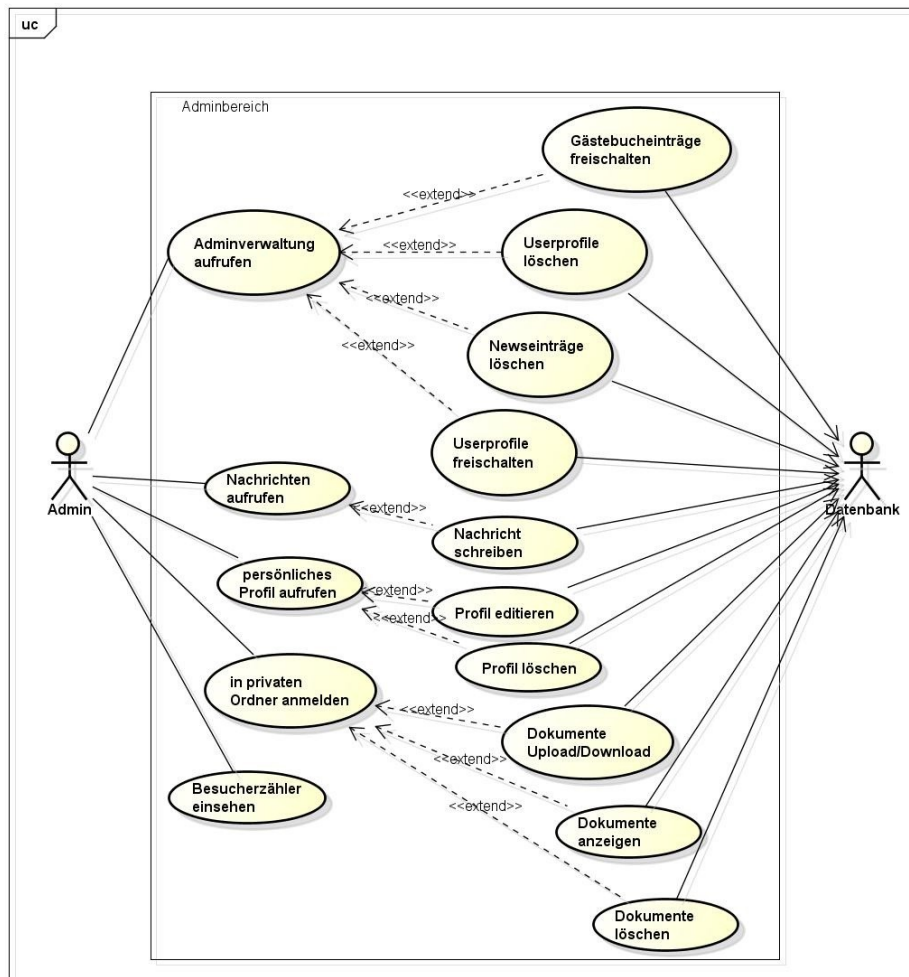 uc
Adminbereich
Gästebucheinträge
freischalten
<<extend>>
Adminverwaltung
aufrufen
<<extend>>
Userprofile
löschen
<<extend>>
Newseinträge
löschen
<<extend>>
Userprofile
freischalten
Admin
Datenbank
Nachrichten
aufrufen
<<extend>>
Nachricht
schreiben
persönliches
Profil aufrufen
<<extend>>
Profil editieren
<<extend>>
Profil löschen
in privaten
Ordner anmelden
<<extend>>
Dokumente
Upload/Download
<<extend>>
Besucherzähler
einsehen
<<extend>>
Dokumente
anzeigen
Dokumente
löschen